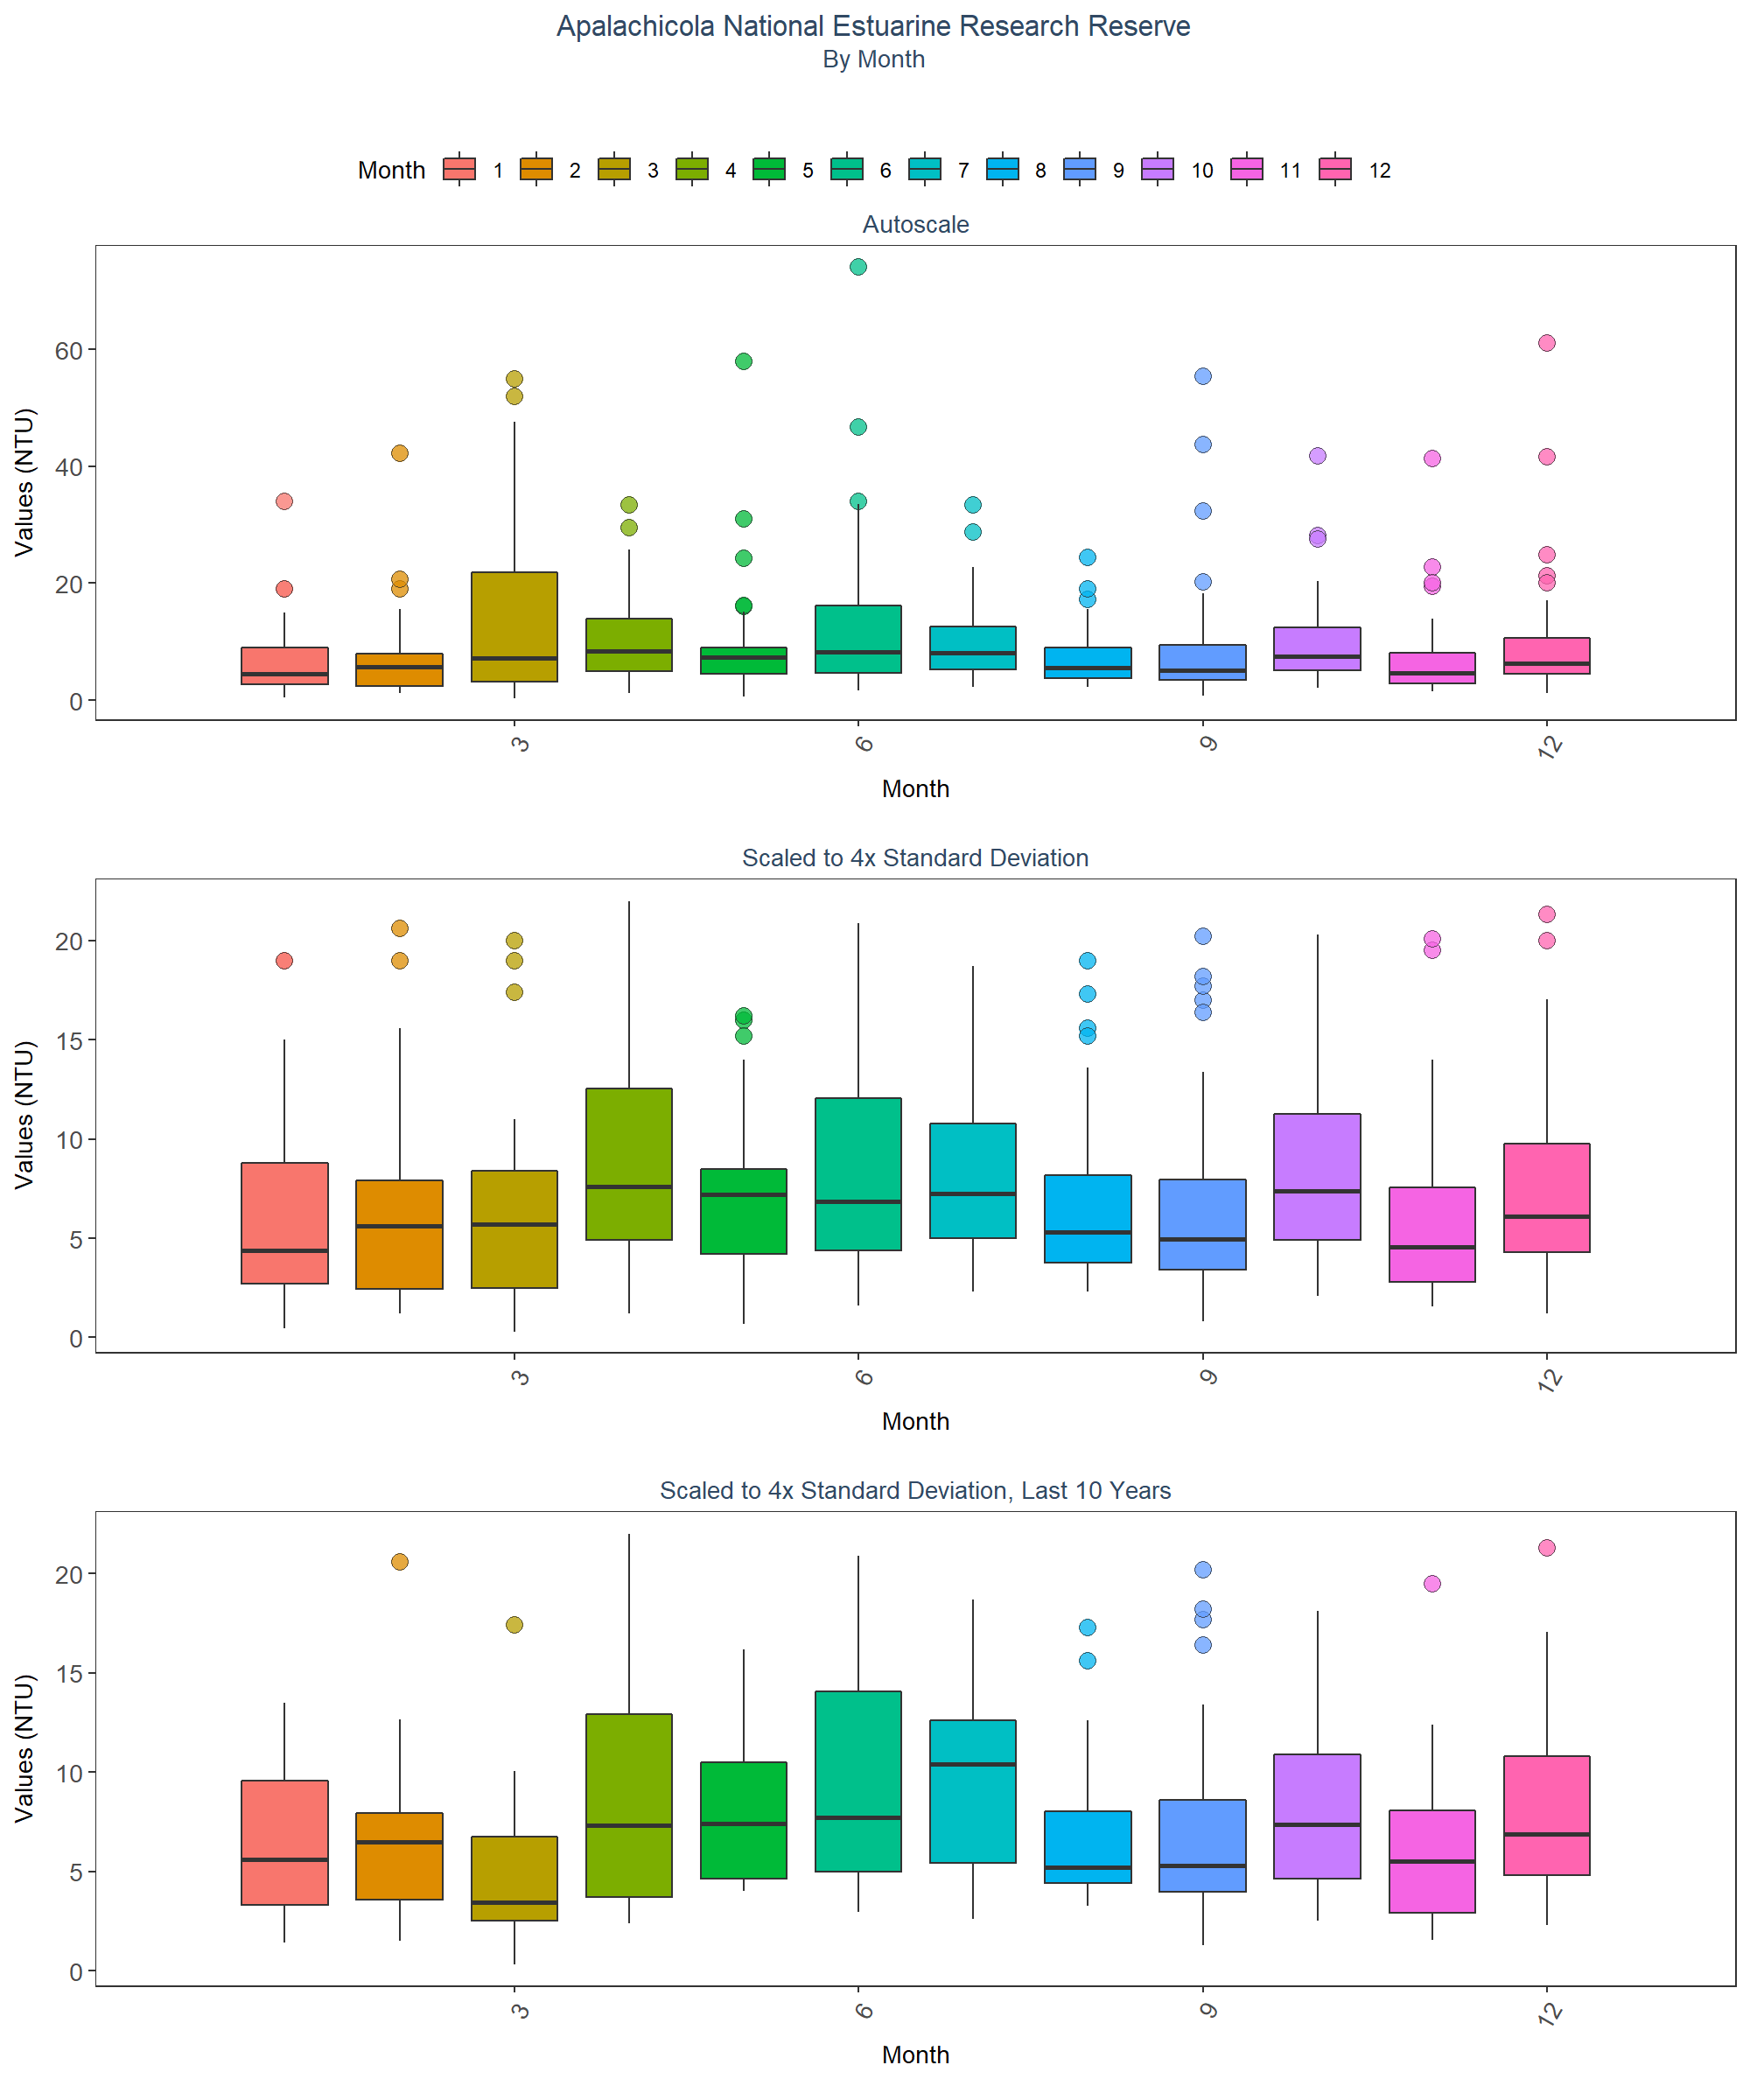 Apalachicola National Estuarine Research Reserve
By Month
Month 1 2 3 4 5 6 7 8 9 10 11 12
Autoscale
Values (NTU)
60
40
20
0
3 6 9 12
Month
Scaled to 4x Standard Deviation
Values (NTU)
20
15
10
5
0
3 6 9 12
Month
Scaled to 4x Standard Deviation, Last 10 Years
Values (NTU)
20
15
10
5
0
3 6 9 12
Month